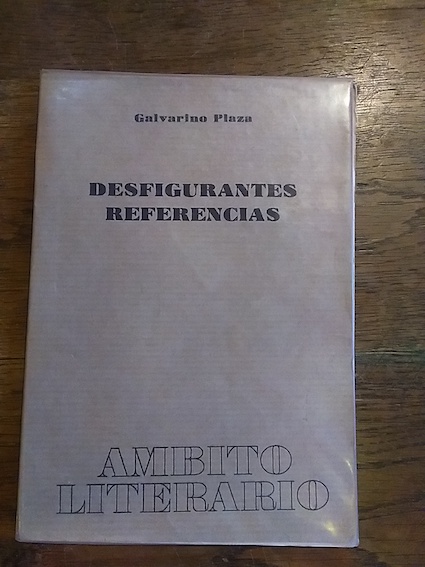 Galvarino Plaza
DESFIGURANTES
REFERENCIAS
AMBITO
LITERARIO